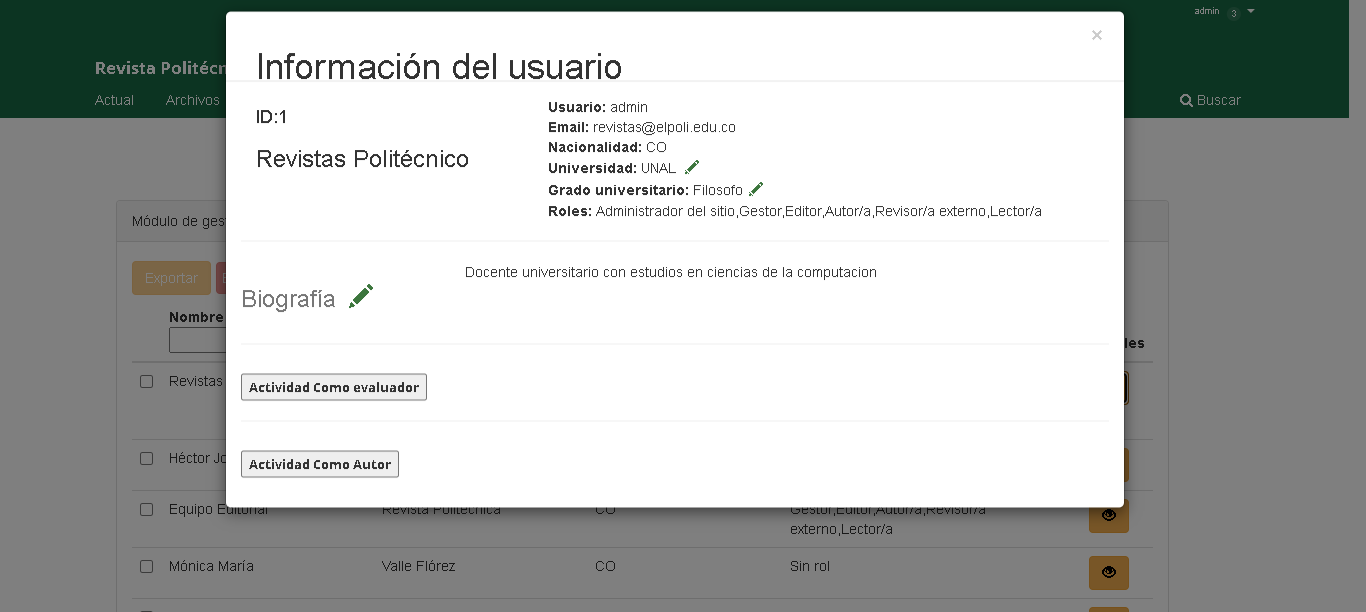 admin 3
Revista Politécn
Actual Archivos
Buscar
×
Información del usuario
ID:1
Revistas Politécnico
Usuario: admin
Email: revistas@elpoli.edu.co
Nacionalidad: CO
Universidad: UNAL
Grado universitario: Filosofo
Roles: Administrador del sitio,Gestor,Editor,Autor/a,Revisor/a externo,Lector/a
Docente universitario con estudios en ciencias de la computacion
Biografía
Actividad Como evaluador
Actividad Como Autor
Módulo de ges
Exportar
Nombre
les
Revistas
Héctor Jo
Equipo Editorial Revista Politécnica CO Gestor,Editor,Autor/a,Revisor/a
externo,Lector/a
Mónica María Valle Flórez CO Sin rol